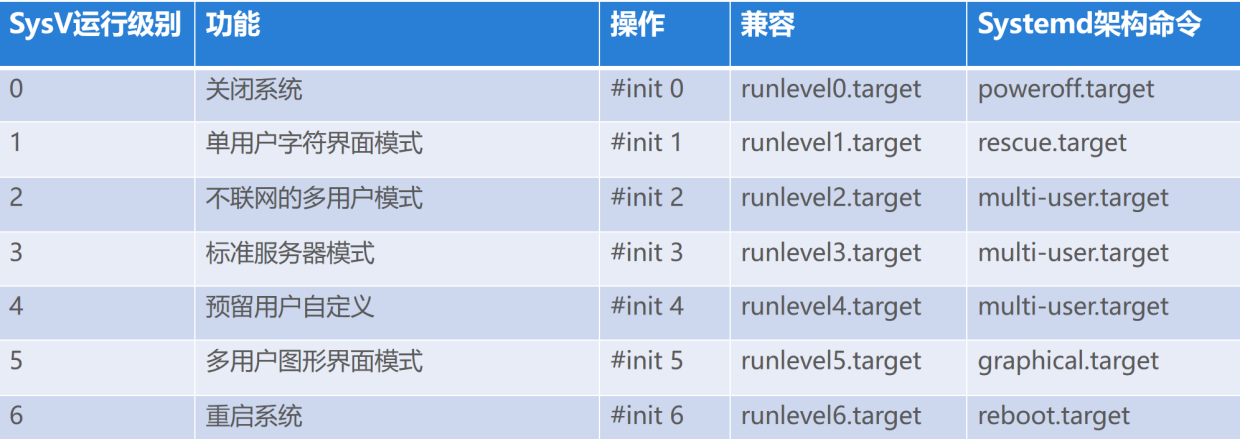 SysV运行级别 功能 操作 兼容 Systemd架构命令
0 关闭系统 #init 0 runlevel0.target poweroff.target
1 单用户字符界面模式 #init 1 runlevel1.target rescue.target
2 不联网的多用户模式 #init 2 runlevel2.target multi-user.target
3 标准服务器模式 #init 3 runlevel3.target multi-user.target
4 预留用户自定义 #init 4 runlevel4.target multi-user.target
5 多用户图形界面模式 #init 5 runlevel5.target graphical.target
6 重启系统 #init 6 runlevel6.target reboot.target